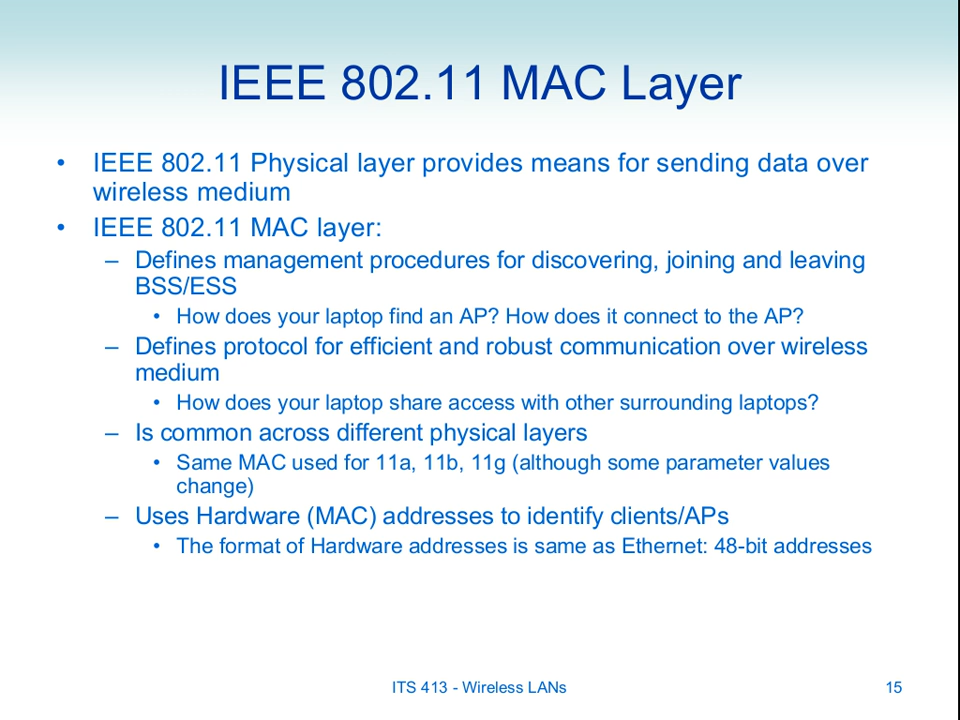 IEEE 802.11 MAC Layer
• IEEE 802.11 Physical layer provides means for sending data over
wireless medium
• IEEE 802.11 MAC layer:
– Defines management procedures for discovering, joining and leaving
BSS/ESS
• How does your laptop find an AP? How does it connect to the AP?
– Defines protocol for efficient and robust communication over wireless
medium
• How does your laptop share access with other surrounding laptops?
– Is common across different physical layers
• Same MAC used for 11a, 11b, 11g (although some parameter values
change)
– Uses Hardware (MAC) addresses to identify clients/APs
• The format of Hardware addresses is same as Ethernet: 48-bit addresses
ITS 413 - Wireless LANs
15